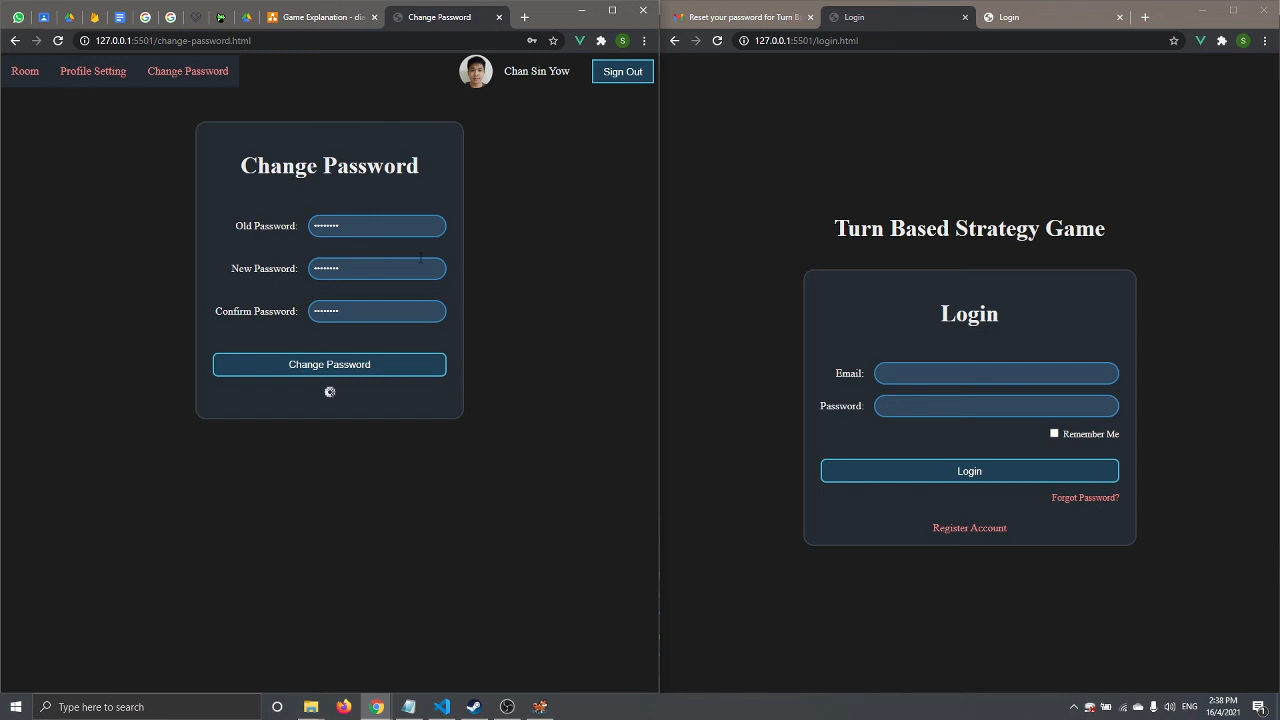 Game Explanation - dia
Change Password
127.0.0.1:5501/change-password.html
Room
Profile Setting
Change Password
Chan Sin Yow
Sign Out
Change Password
Old Password:
••••••••
New Password:
••••••••
Confirm Password:
••••••••
Change Password
Reset your password for Turn Ba
Login
Login
127.0.0.1:5501/login.html
Turn Based Strategy Game
Login
Email:
Password:
Remember Me
Login
Forgot Password?
Register Account
Type here to search
ENG
2:38 PM
16/4/2021